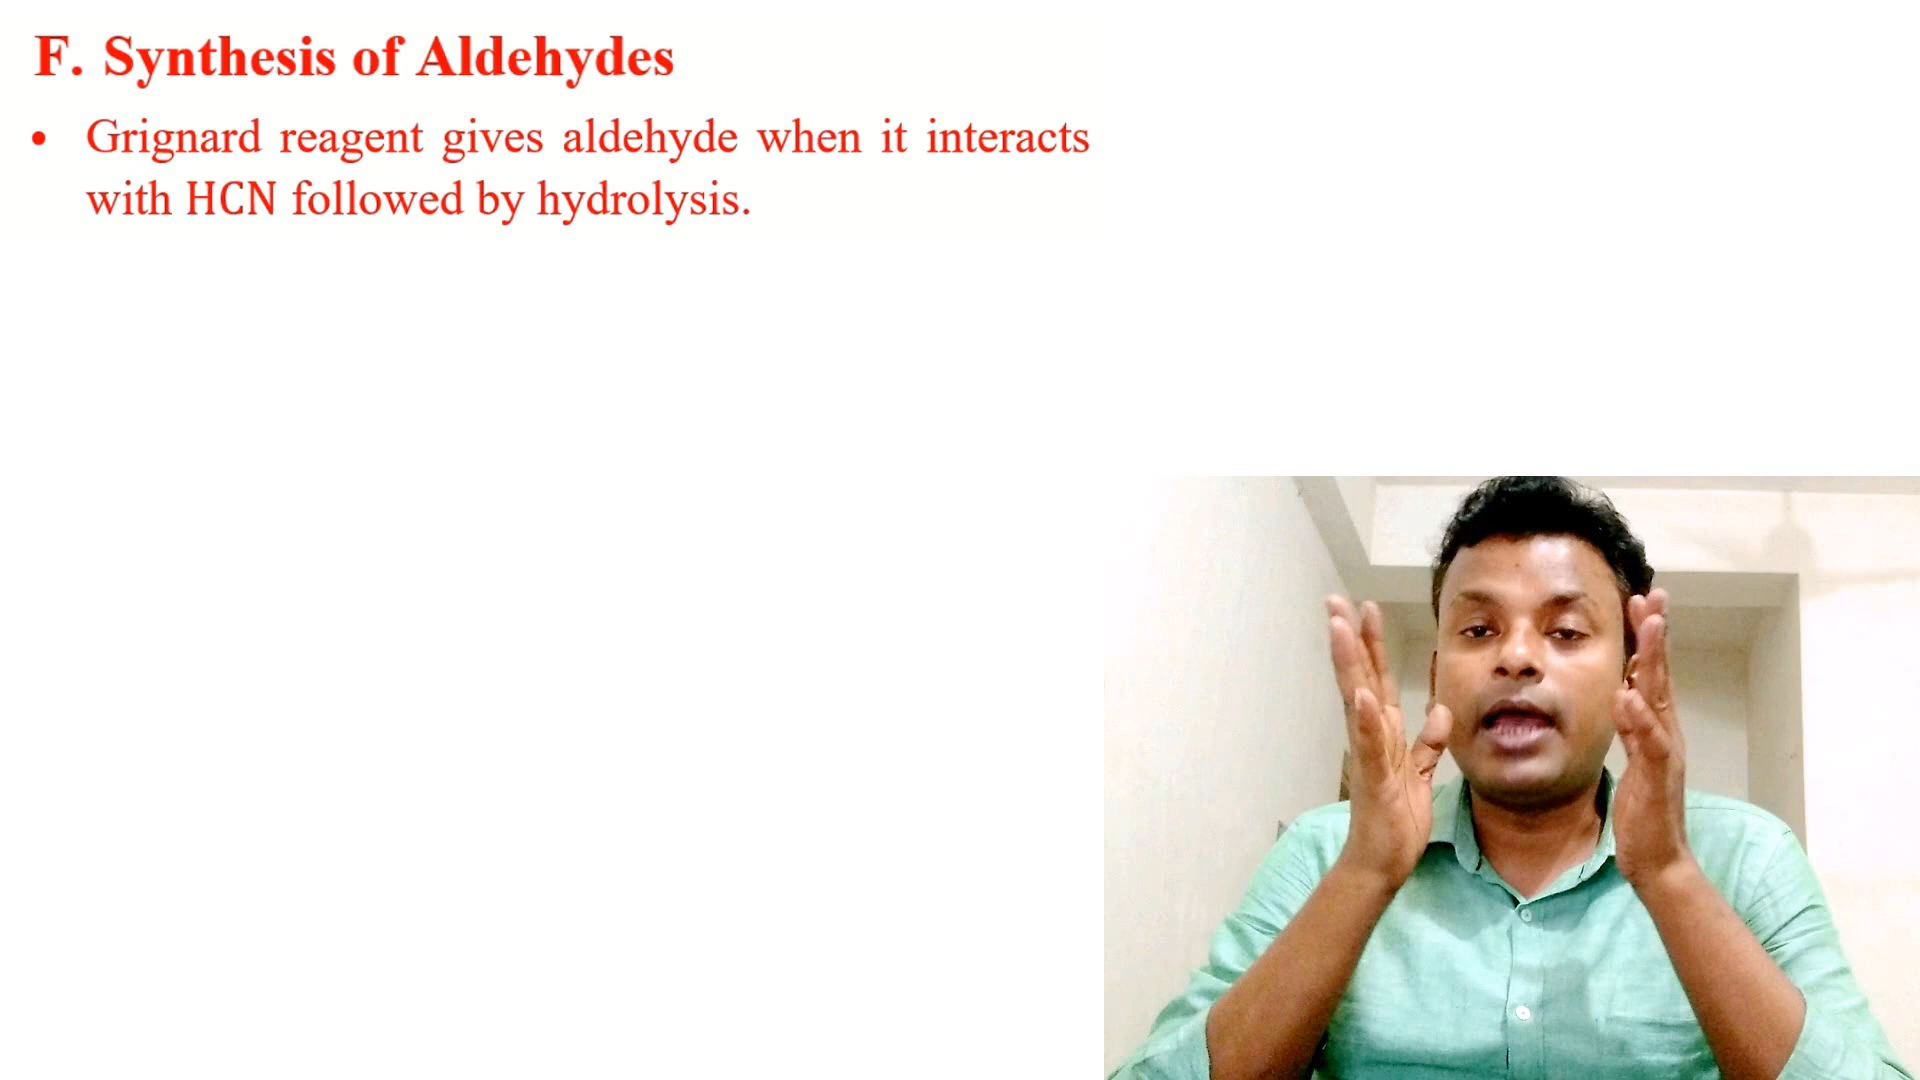 F. Synthesis of Aldehydes
• Grignard reagent gives aldehyde when it interacts
with HCN followed by hydrolysis.